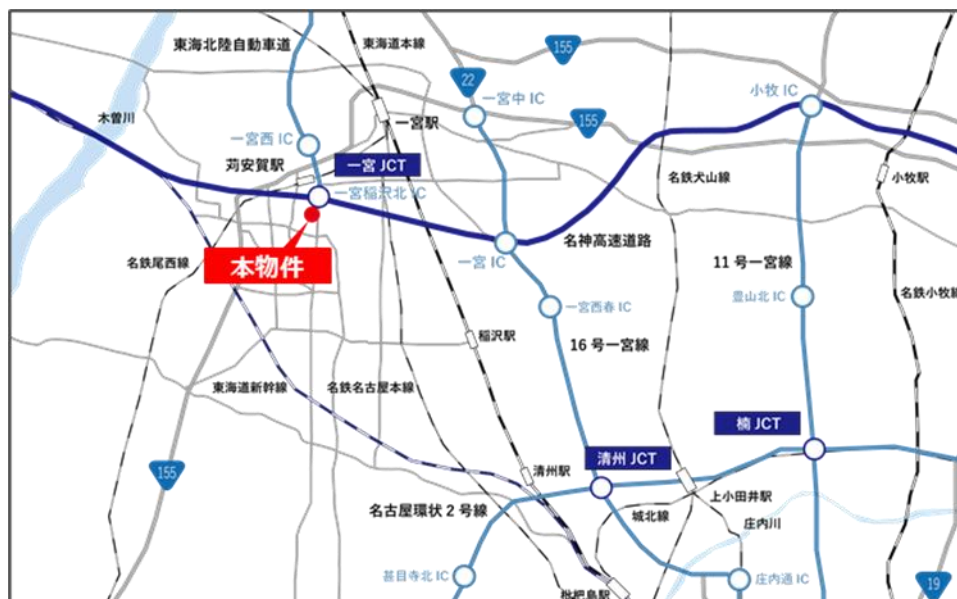 東海北陸自動車道
東海道本線
155
22
小牧 IC
木曽川
一宮中 IC
155
一宮駅
一宮西 IC
苅安賀駅
一宮 JCT
名鉄犬山線
小牧駅
一宮稲沢北 IC
名神高速道路
本物件
名鉄尾西線
一宮 IC
11 号一宮線
豊山北 IC
名鉄小牧線
一宮西春 IC
稲沢駅
16 号一宮線
東海道新幹線
名鉄名古屋本線
楠 JCT
155
清州駅
清州 JCT
上小田井駅
名古屋環状 2 号線
城北線
庄内川
甚目寺北 IC
枇杷島駅
庄内通 IC
19